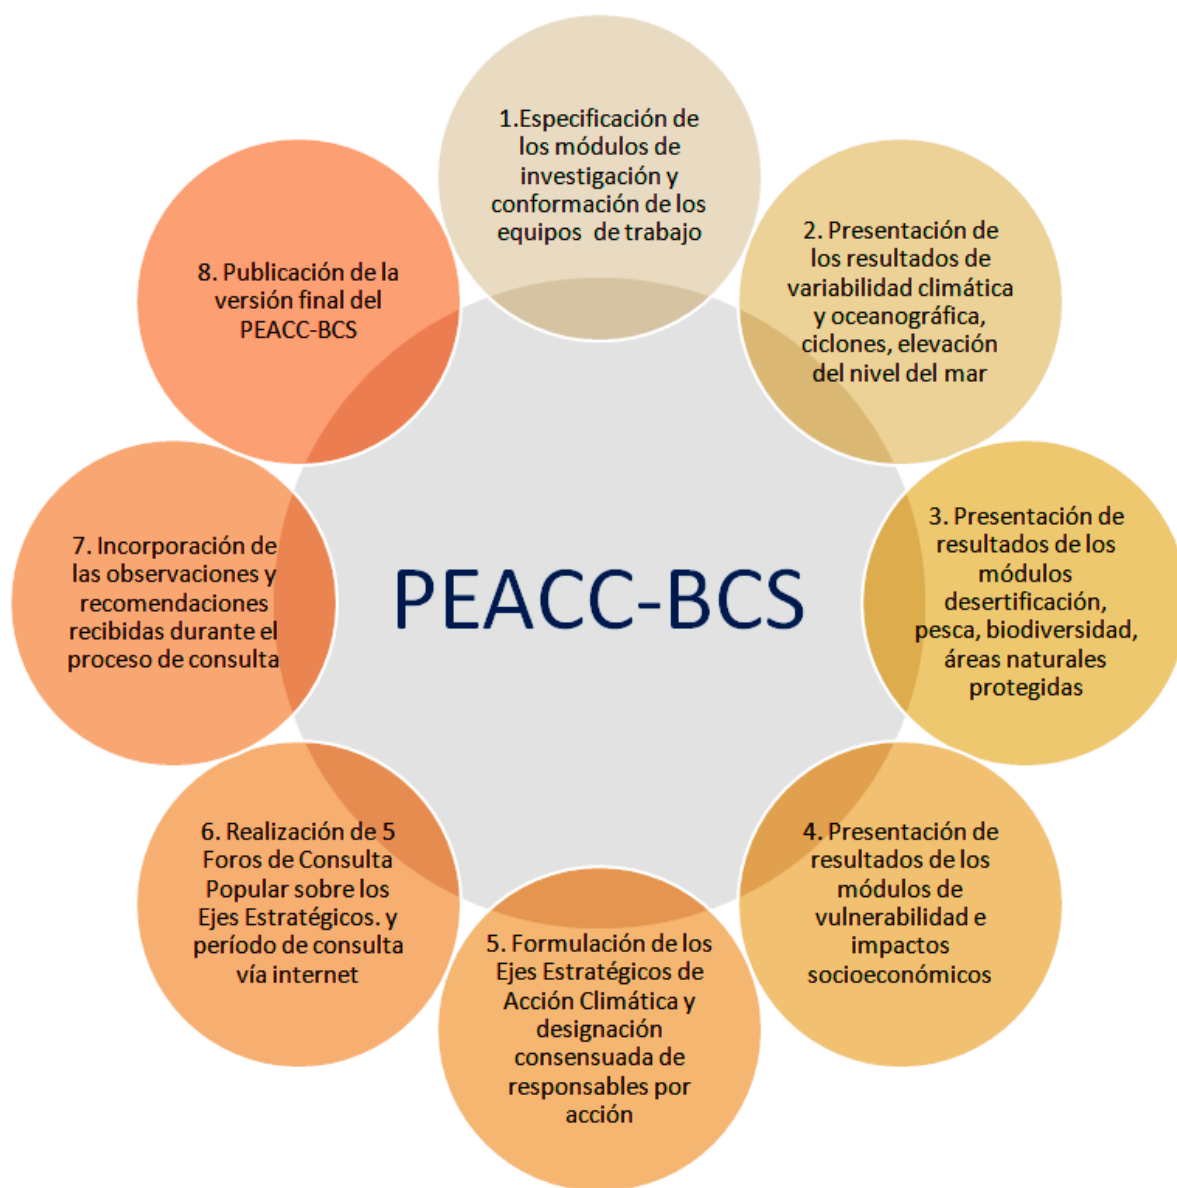 1.Especificación de
los módulos de
investigación y
conformación de los
equipos de trabajo
2. Presentación de
los resultados de
variabilidad climática
y oceanográfica,
ciclones, elevación
del nivel del mar
3. Presentación de
resultados de los
módulos
desertificación,
pesca, biodiversidad,
áreas naturales
protegidas
4. Presentación de
resultados de los
módulos de
vulnerabilidad e
impactos
socioeconómicos
5. Formulación de los
Ejes Estratégicos de
Acción Climática y
designación
consensuada de
responsables por
acción
6. Realización de 5
Foros de Consulta
Popular sobre los
Ejes Estratégicos. y
período de consulta
vía internet
7. Incorporación de
las observaciones y
recomendaciones
recibidas durante el
proceso de consulta
8. Publicación de la
versión final del
PEACC-BCS
PEACC-BCS